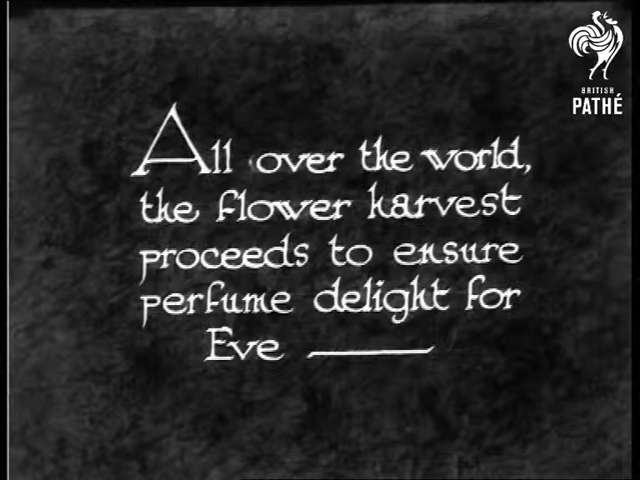 BRITISH
PATHÉ
All over the world,
the flower harvest
proceeds to ensure
perfume delight for
Eve ———